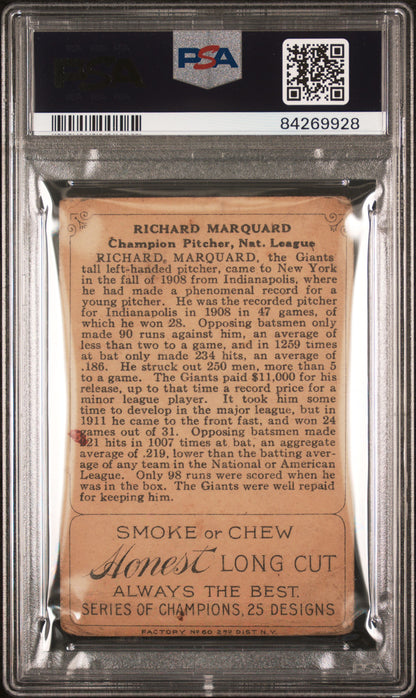 PSA
PSA
84269928
RICHARD MARQUARD
Champion Pitcher, Nat. League
RICHARD MARQUARD, the Giants
tall left-handed pitcher, came to New York
in the fall of 1908 from Indianapolis, where
he had made a phenomenal record for a
young pitcher. He was the recorded pitcher
for Indianapolis in 1908 in 47 games, of
which he won 28. Opposing batsmen only
made 90 runs against him, an average of
less than two to a game, and in 1259 times
at bat only made 234 hits, an average of
.186. He struck out 250 men, more than 5
to a game. The Giants paid $11,000 for his
release, up to that time a record price for a
minor league player. It took him some
time to develop in the major league, but in
1911 he came to the front fast, and won 24
games out of 31. Opposing batsmen made
221 hits in 1007 times at bat, an aggregate
average of .219, lower than the batting aver-
age of any team in the National or American
League. Only 98 runs were scored when he
was in the box. The Giants were well repaid
for keeping him.
SMOKE or CHEW
Honest LONG CUT
ALWAYS THE BEST.
SERIES OF CHAMPIONS, 25 DESIGNS
FACTORY No 60 2ND DIST. N.Y.
PSA